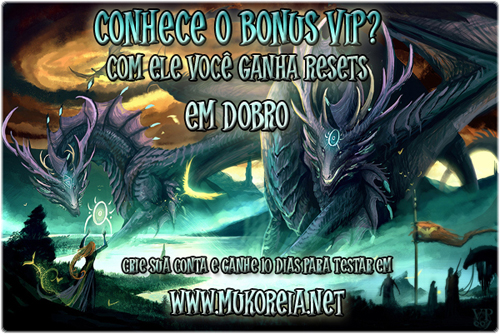 CONHECE O BONUS VIP?
COM ELE VOCÊ GANHA RESETS
EM DOBRO
CRIE SUA CONTA E GANHE 10 DIAS PARA TESTAR EM
WWW.MUKOREIA.NET